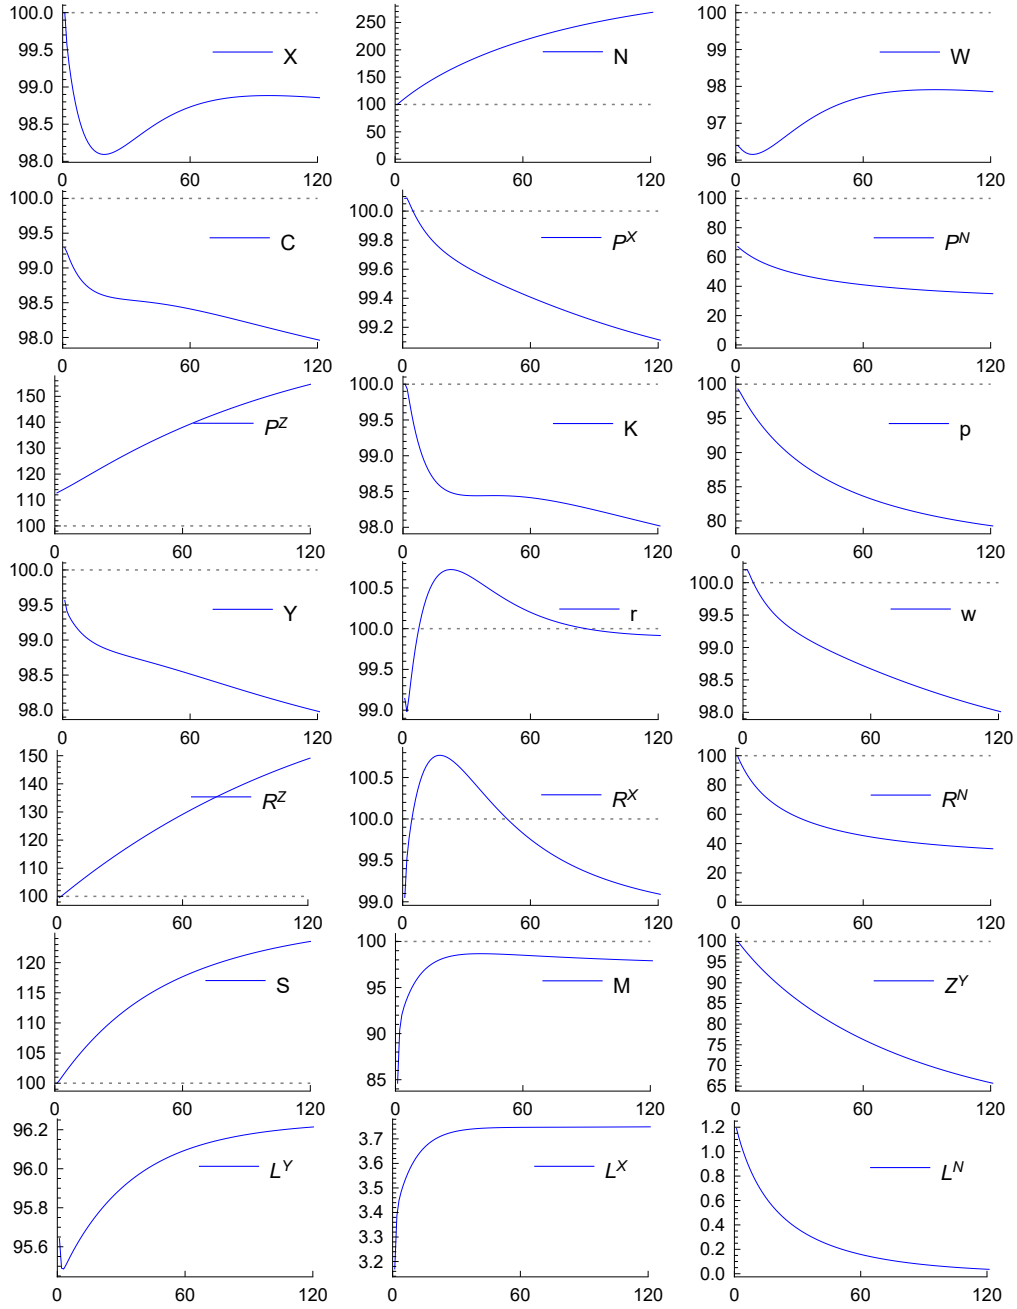 100.0
99.5
99.0
98.5
98.0
X
0 60 120
250
200
150
100
50
0
N
0 60 120
100
99
98
97
96
W
0 60 120
100.0
99.5
99.0
98.5
98.0
C
0 60 120
100.0
99.8
99.6
99.4
99.2
P^X
0 60 120
100
80
60
40
20
0
P^N
0 60 120
150
140
130
120
110
100
P^Z
0 60 120
100.0
99.5
99.0
98.5
98.0
K
0 60 120
100
95
90
85
80
p
0 60 120
100.0
99.5
99.0
98.5
98.0
Y
0 60 120
100.5
100.0
99.5
99.0
r
0 60 120
100.0
99.5
99.0
98.5
98.0
w
0 60 120
150
140
130
120
110
100
R^Z
0 60 120
100.5
100.0
99.5
99.0
R^X
0 60 120
100
80
60
40
20
0
R^N
0 60 120
120
115
110
105
100
S
0 60 120
100
95
90
85
M
0 60 120
100
95
90
85
80
75
70
65
Z^Y
0 60 120
96.2
96.0
95.8
95.6
L^Y
0 60 120
3.7
3.6
3.5
3.4
3.3
3.2
L^X
0 60 120
1.2
1.0
0.8
0.6
0.4
0.2
0.0
L^N
0 60 120